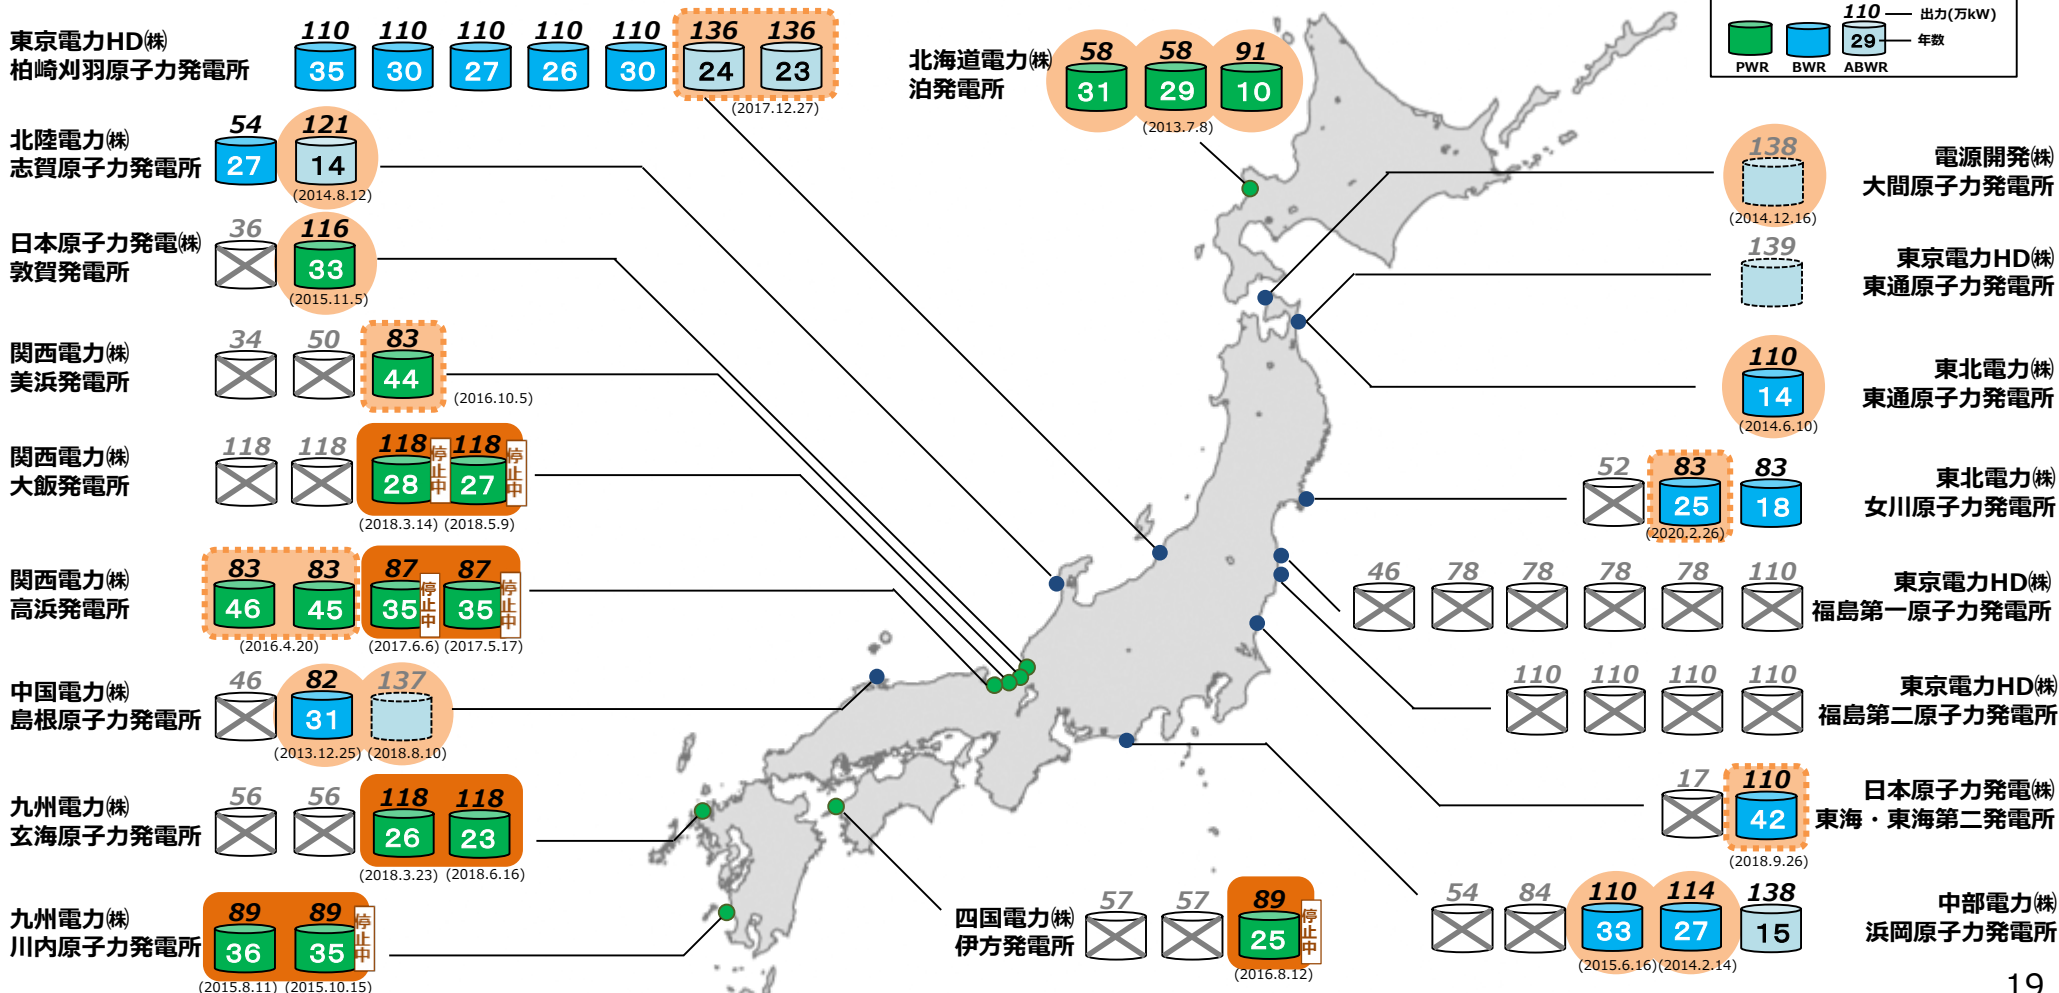 東京電力HD㈱
柏崎刈羽原子力発電所
110 110 110 110 110 136 136
35 30 27 26 30 24 23
(2017.12.27)
北陸電力㈱
志賀原子力発電所
54 121
27 14
(2014.8.12)
日本原子力発電㈱
敦賀発電所
36 116
33
(2015.11.5)
関西電力㈱
美浜発電所
34 50 83
44
(2016.10.5)
関西電力㈱
大飯発電所
118 118 118 118
28 停止中 27 停止中
(2018.3.14) (2018.5.9)
関西電力㈱
高浜発電所
83 83 87 87
46 45 35 停止中 35 停止中
(2016.4.20) (2017.6.6) (2017.5.17)
中国電力㈱
島根原子力発電所
46 82 137
31
(2013.12.25) (2018.8.10)
九州電力㈱
玄海原子力発電所
56 56 118 118
26 23
(2018.3.23) (2018.6.16)
九州電力㈱
川内原子力発電所
89 89
36 35 停止中
(2015.8.11) (2015.10.15)
北海道電力㈱
泊発電所
58 58 91
31 29 10
(2013.7.8)
110 出力(万kW)
29 年数
PWR BWR ABWR
138
電源開発㈱
大間原子力発電所
(2014.12.16)
139
東京電力HD㈱
東通原子力発電所
110
14
東北電力㈱
東通原子力発電所
(2014.6.10)
52 83 83
25 18
東北電力㈱
女川原子力発電所
(2020.2.26)
46 78 78 78 78 110
東京電力HD㈱
福島第一原子力発電所
110 110 110 110
東京電力HD㈱
福島第二原子力発電所
17 110
42
日本原子力発電㈱
東海・東海第二発電所
(2018.9.26)
54 84 110 114 138
33 27 15
中部電力㈱
浜岡原子力発電所
(2015.6.16) (2014.2.14)
四国電力㈱
伊方発電所
57 57 89
25 停止中
(2016.8.12)
19